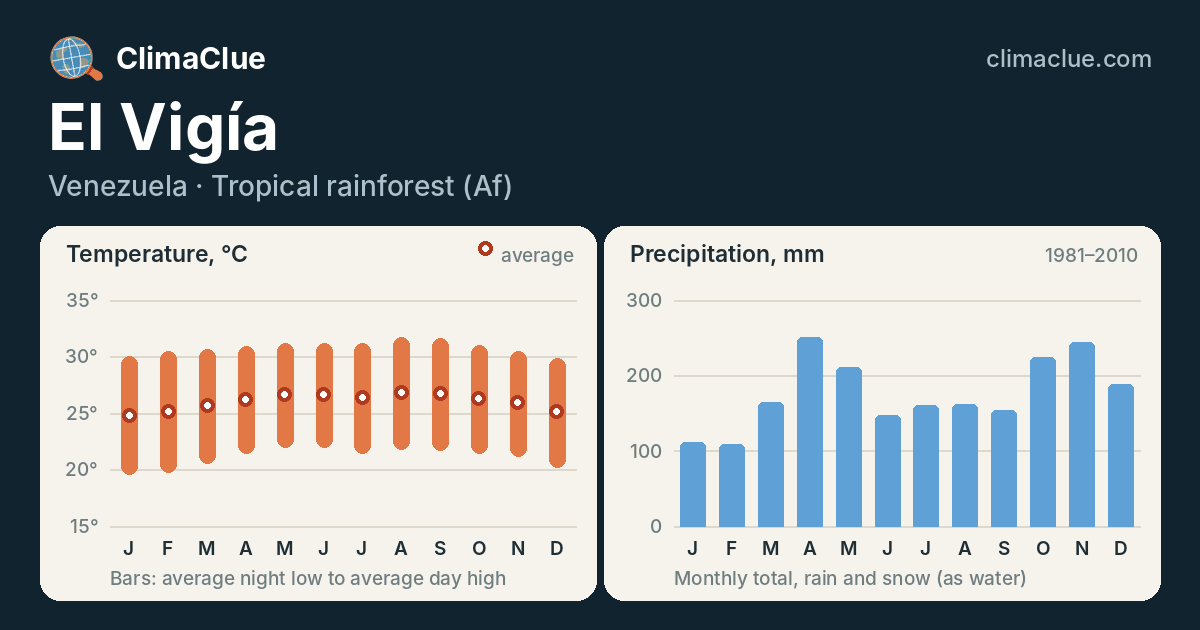 ClimaClue
climaclue.com
El Vigía
Venezuela · Tropical rainforest (Af)
Temperature, °C
average
35°
30°
25°
20°
15°
J F M A M J J A S O N D
Bars: average night low to average day high
Precipitation, mm
1981–2010
300
200
100
0
J F M A M J J A S O N D
Monthly total, rain and snow (as water)